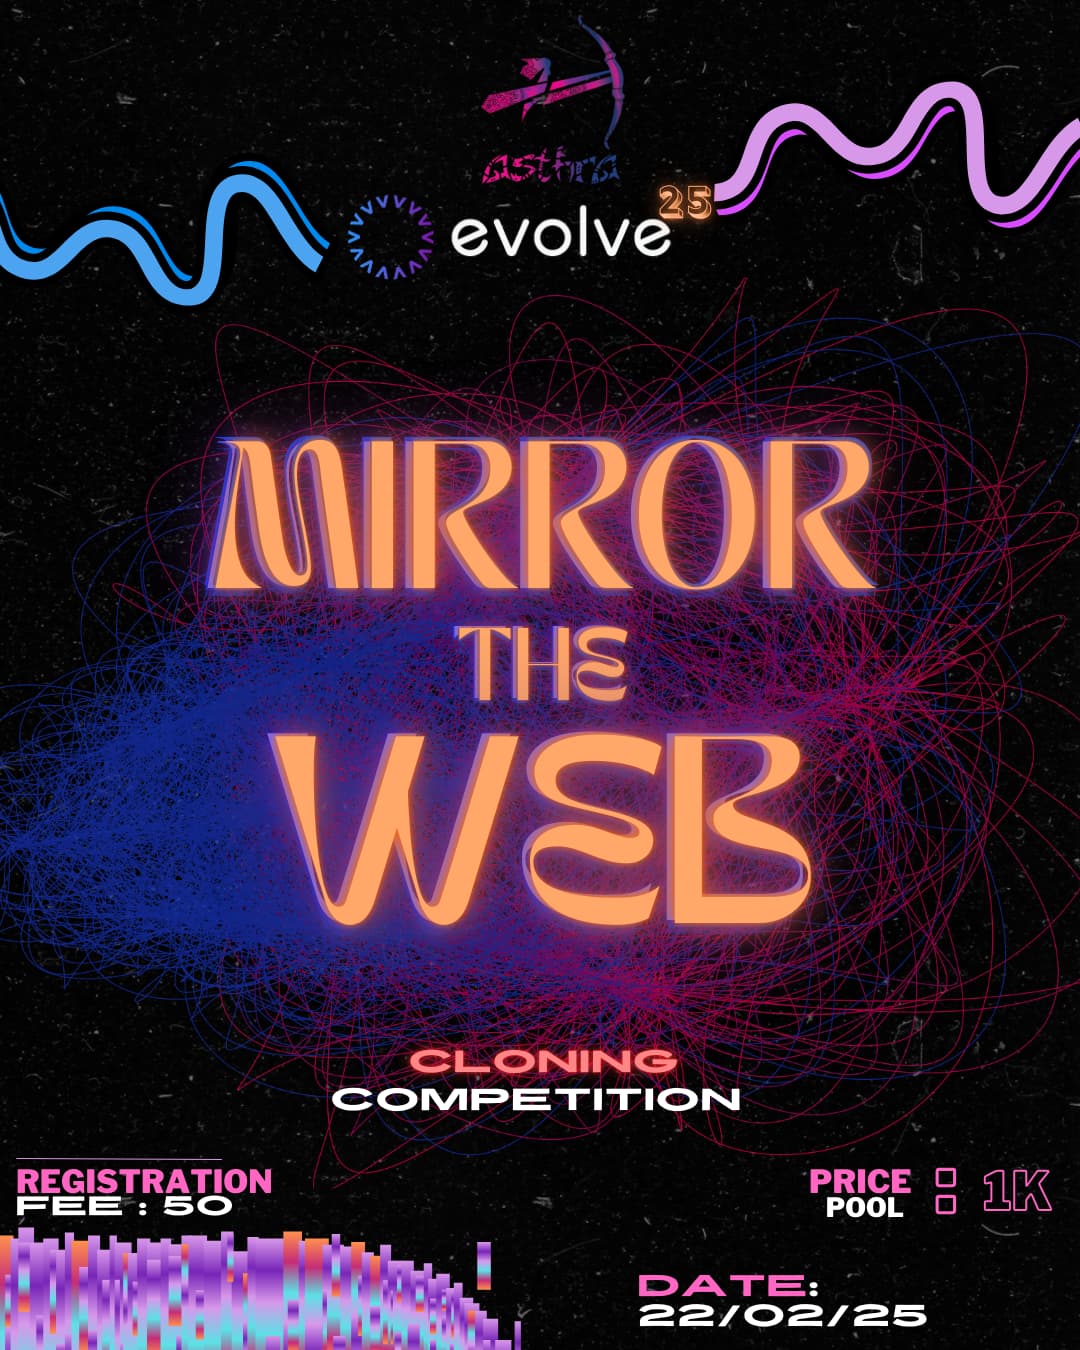 asthra
evolve 25
MIRROR
THE
WEB
CLONING
COMPETITION
REGISTRATION
FEE : 50
PRICE
POOL : 1K
DATE:
22/02/25